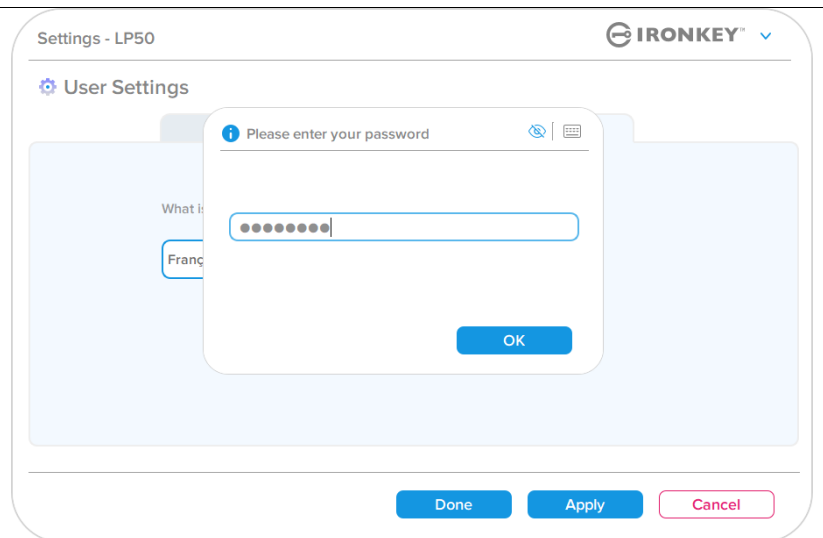 Settings - LP50
IRONKEY™
User Settings
Please enter your password
What is
Franç
OK
Done
Apply
Cancel